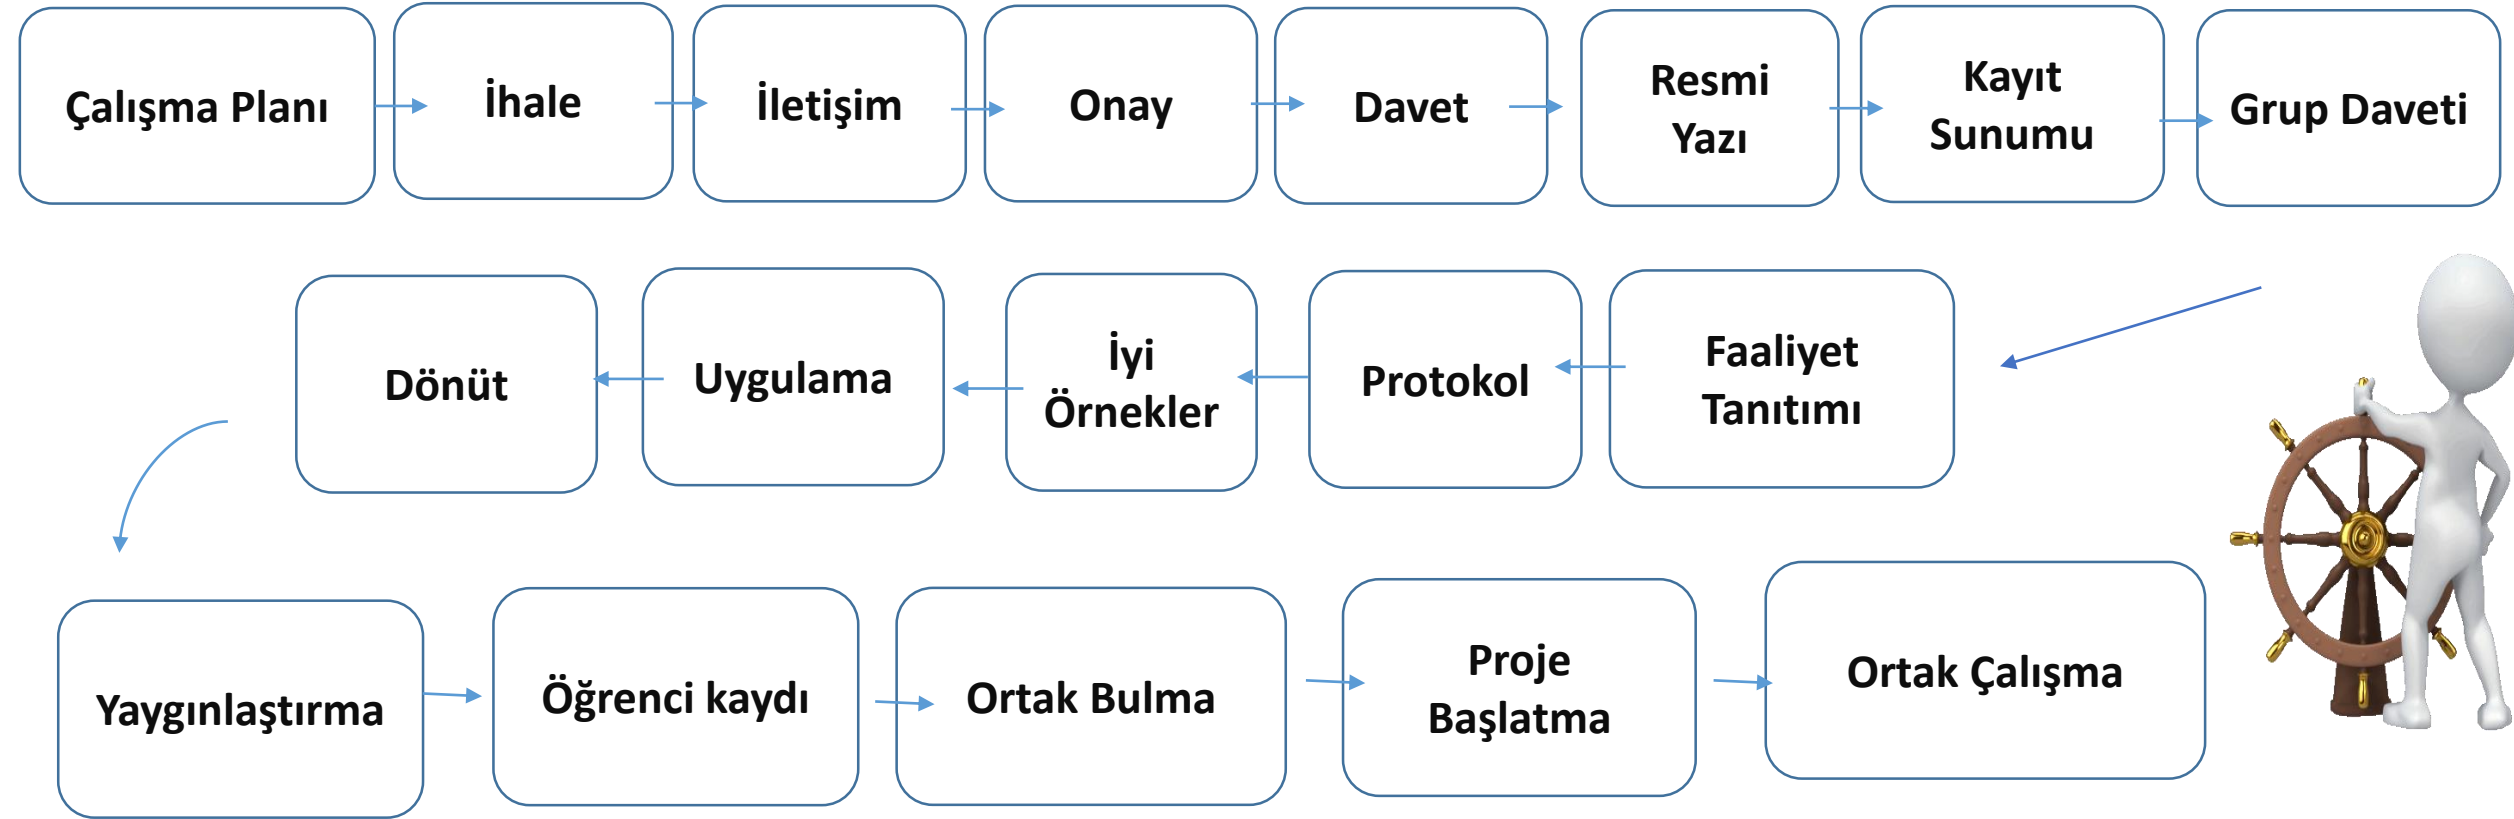 Çalışma Planı
İhale
İletişim
Onay
Davet
Resmi
Yazı
Kayıt
Sunumu
Grup Daveti
Faaliyet
Tanıtımı
Protokol
İyi
Örnekler
Uygulama
Dönüt
Yaygınlaştırma
Öğrenci kaydı
Ortak Bulma
Proje
Başlatma
Ortak Çalışma